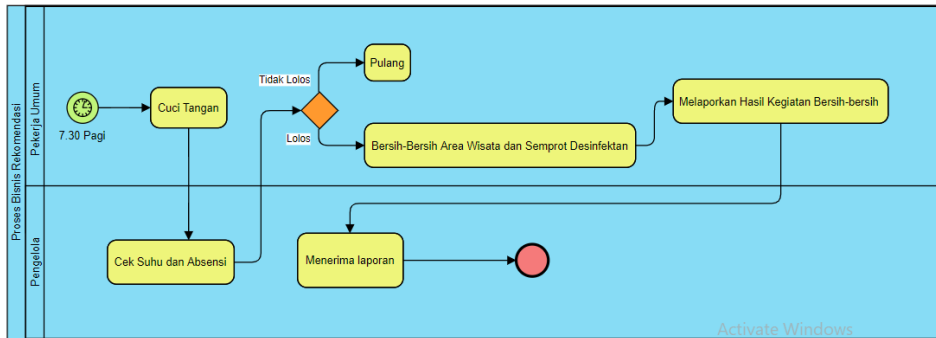 Proses Bisnis Rekomendasi
Pekerja Umum
7.30 Pagi
Cuci Tangan
Tidak Lolos
Lolos
Pulang
Bersih-Bersih Area Wisata dan Semprot Desinfektan
Melaporkan Hasil Kegiatan Bersih-bersih
Pengelola
Cek Suhu dan Absensi
Menerima laporan
Activate Windows